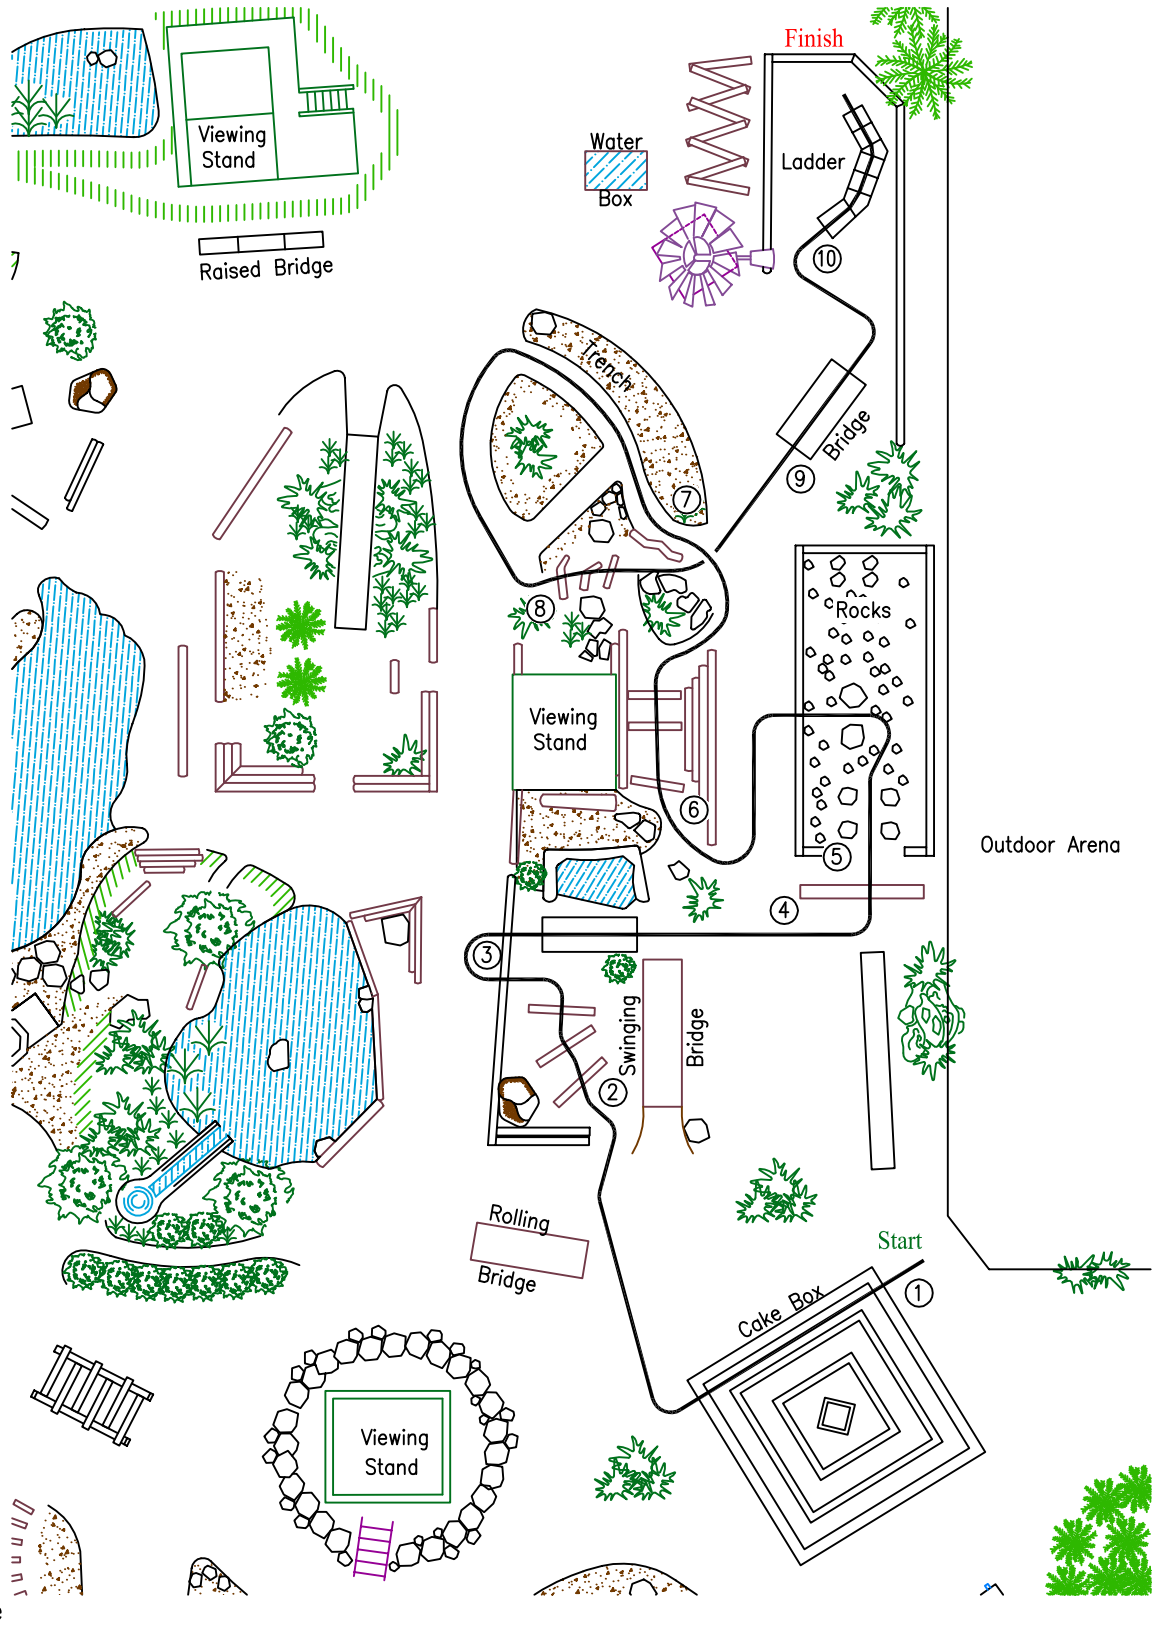 Finish
Viewing
Stand
Water
Box
Ladder
10
Raised Bridge
Trench
Bridge
9
7
8
Rocks
Viewing
Stand
6
5
Outdoor Arena
4
3
Swinging
Bridge
2
Rolling
Bridge
Start
1
Cake Box
Viewing
Stand